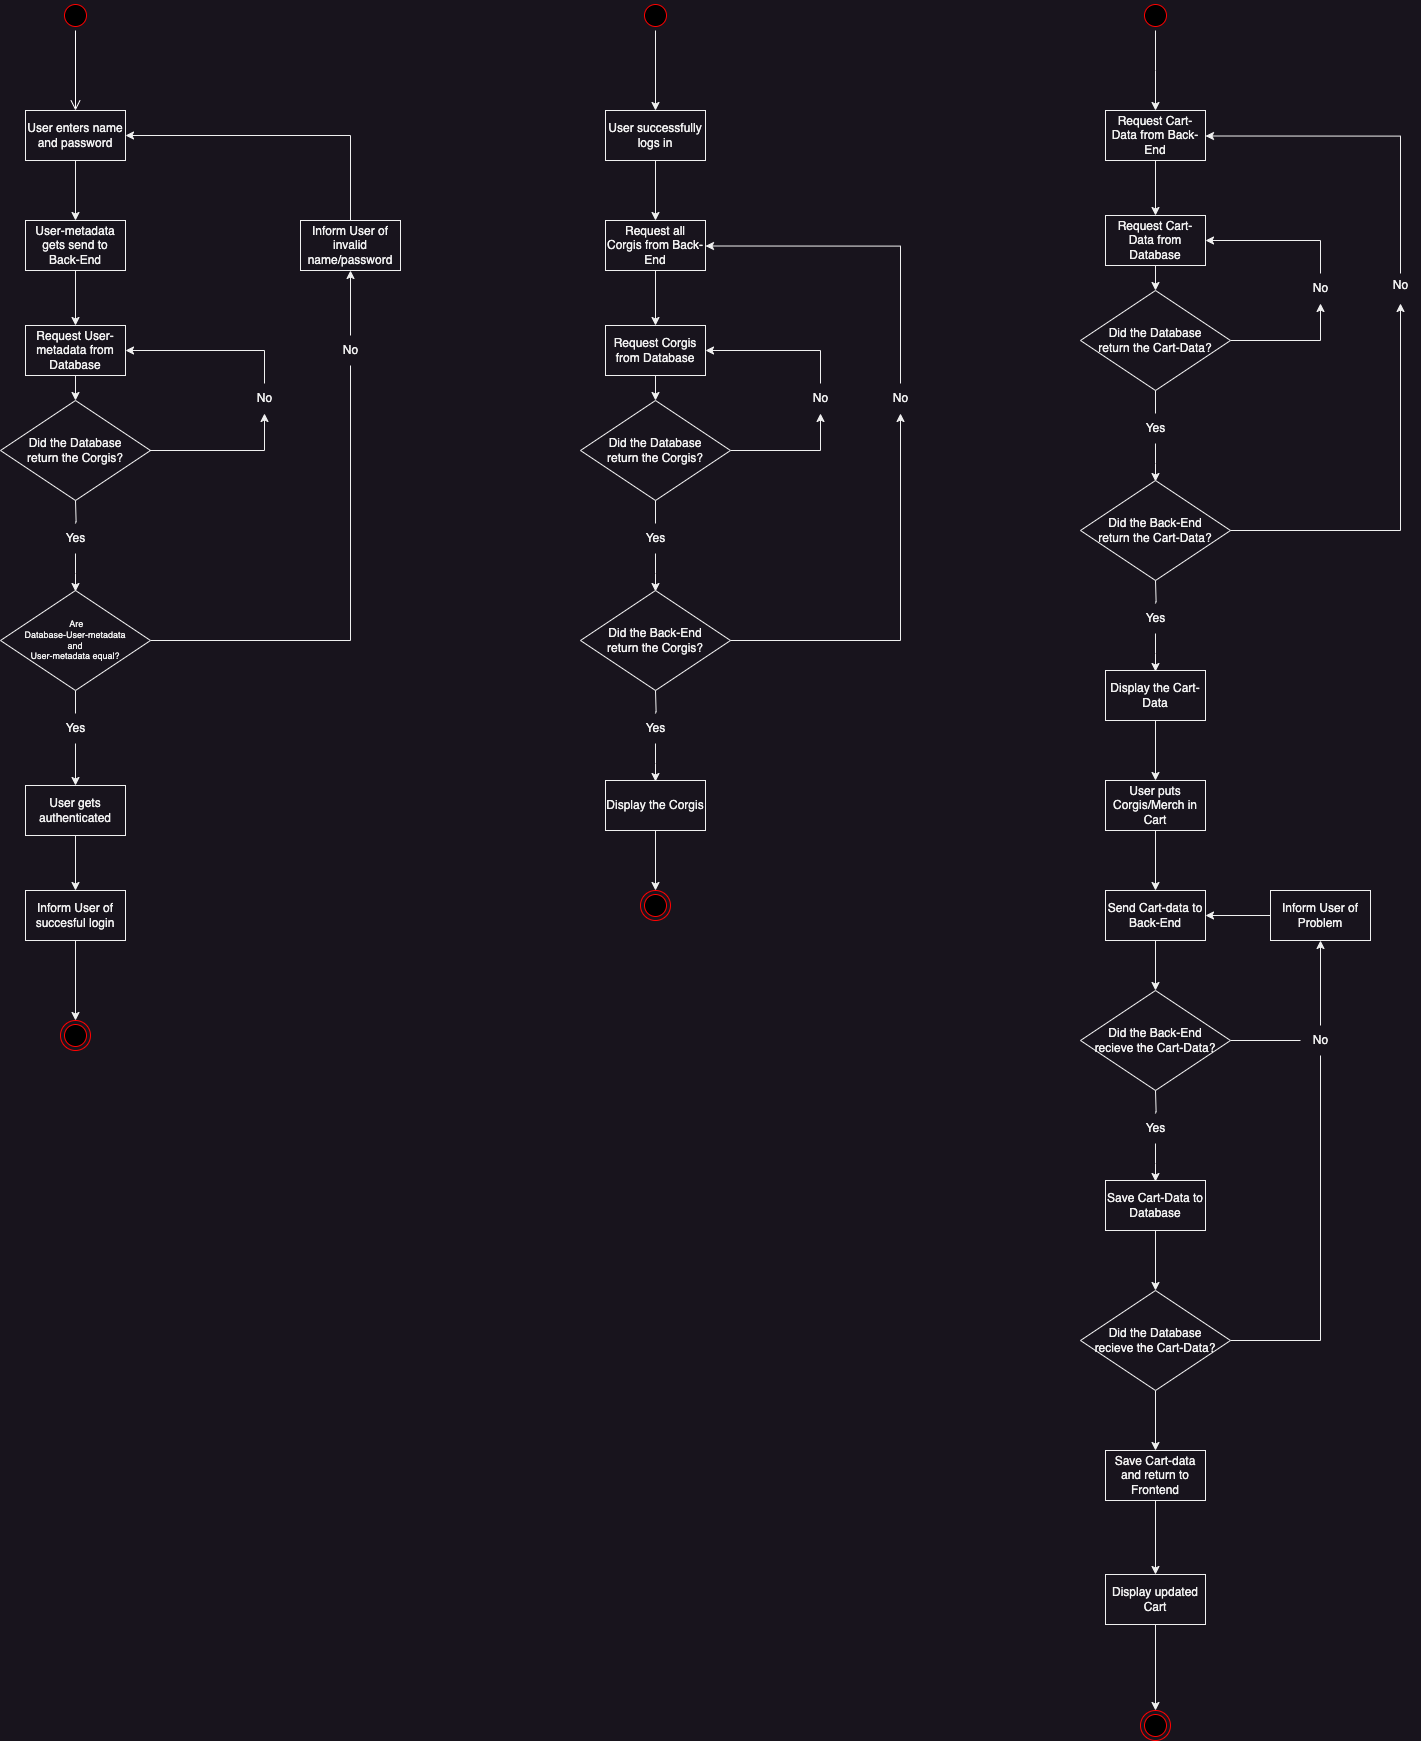 User enters name
and password
User-metadata
gets send to
Back-End
Inform User of
invalid
name/password
Request User-
metadata from
Database
No
No
Did the Database
return the Corgis?
Yes
Are
Database-User-metadata
and
User-metadata equal?
Yes
User gets
authenticated
Inform User of
succesful login
User successfully
logs in
Request all
Corgis from Back-
End
Request Corgis
from Database
No
No
Did the Database
return the Corgis?
Yes
Did the Back-End
return the Corgis?
Yes
Display the Corgis
Request Cart-
Data from Back-
End
Request Cart-
Data from
Database
No
No
Did the Database
return the Cart-Data?
Yes
Did the Back-End
return the Cart-Data?
Yes
Display the Cart-
Data
User puts
Corgis/Merch in
Cart
Send Cart-data to
Back-End
Inform User of
Problem
Did the Back-End
recieve the Cart-Data?
No
Yes
Save Cart-Data to
Database
Did the Database
recieve the Cart-Data?
Save Cart-data
and return to
Frontend
Display updated
Cart